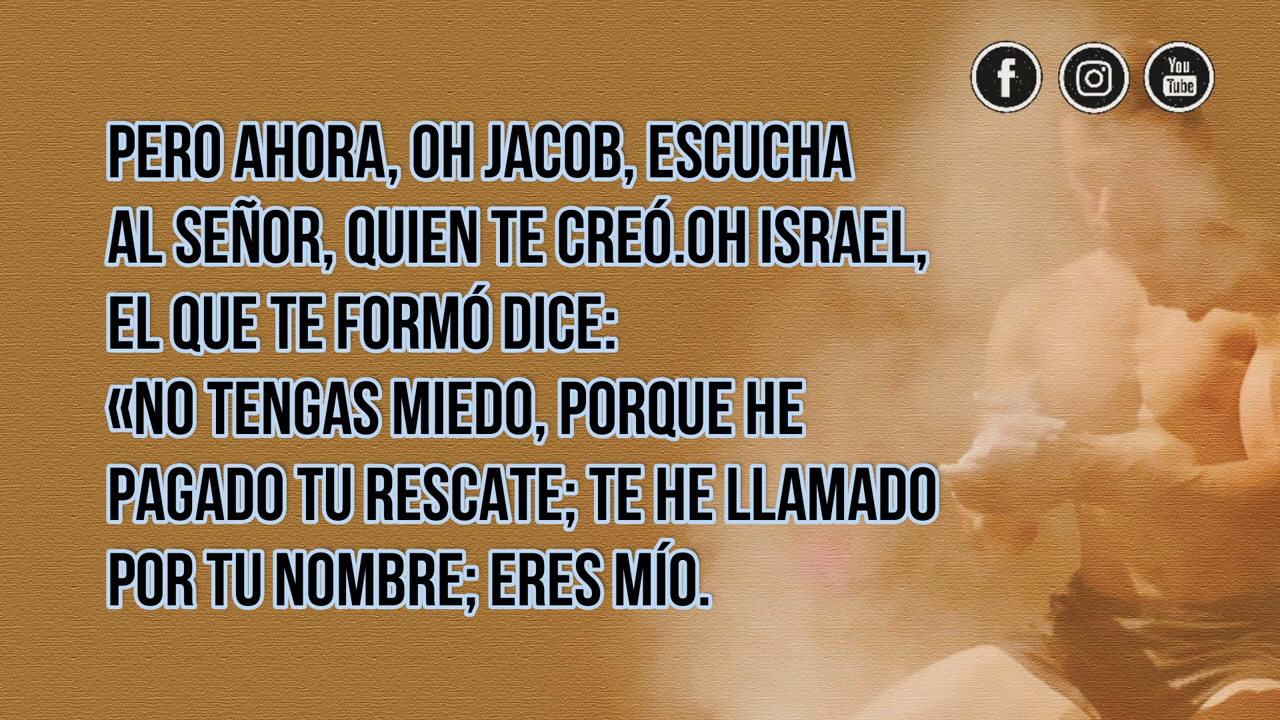 You
Tube
PERO AHORA, OH JACOB, ESCUCHA
AL SEÑOR, QUIEN TE CREÓ.OH ISRAEL,
EL QUE TE FORMÓ DICE:
«NO TENGAS MIEDO, PORQUE HE
PAGADO TU RESCATE; TE HE LLAMADO
POR TU NOMBRE; ERES MÍO.